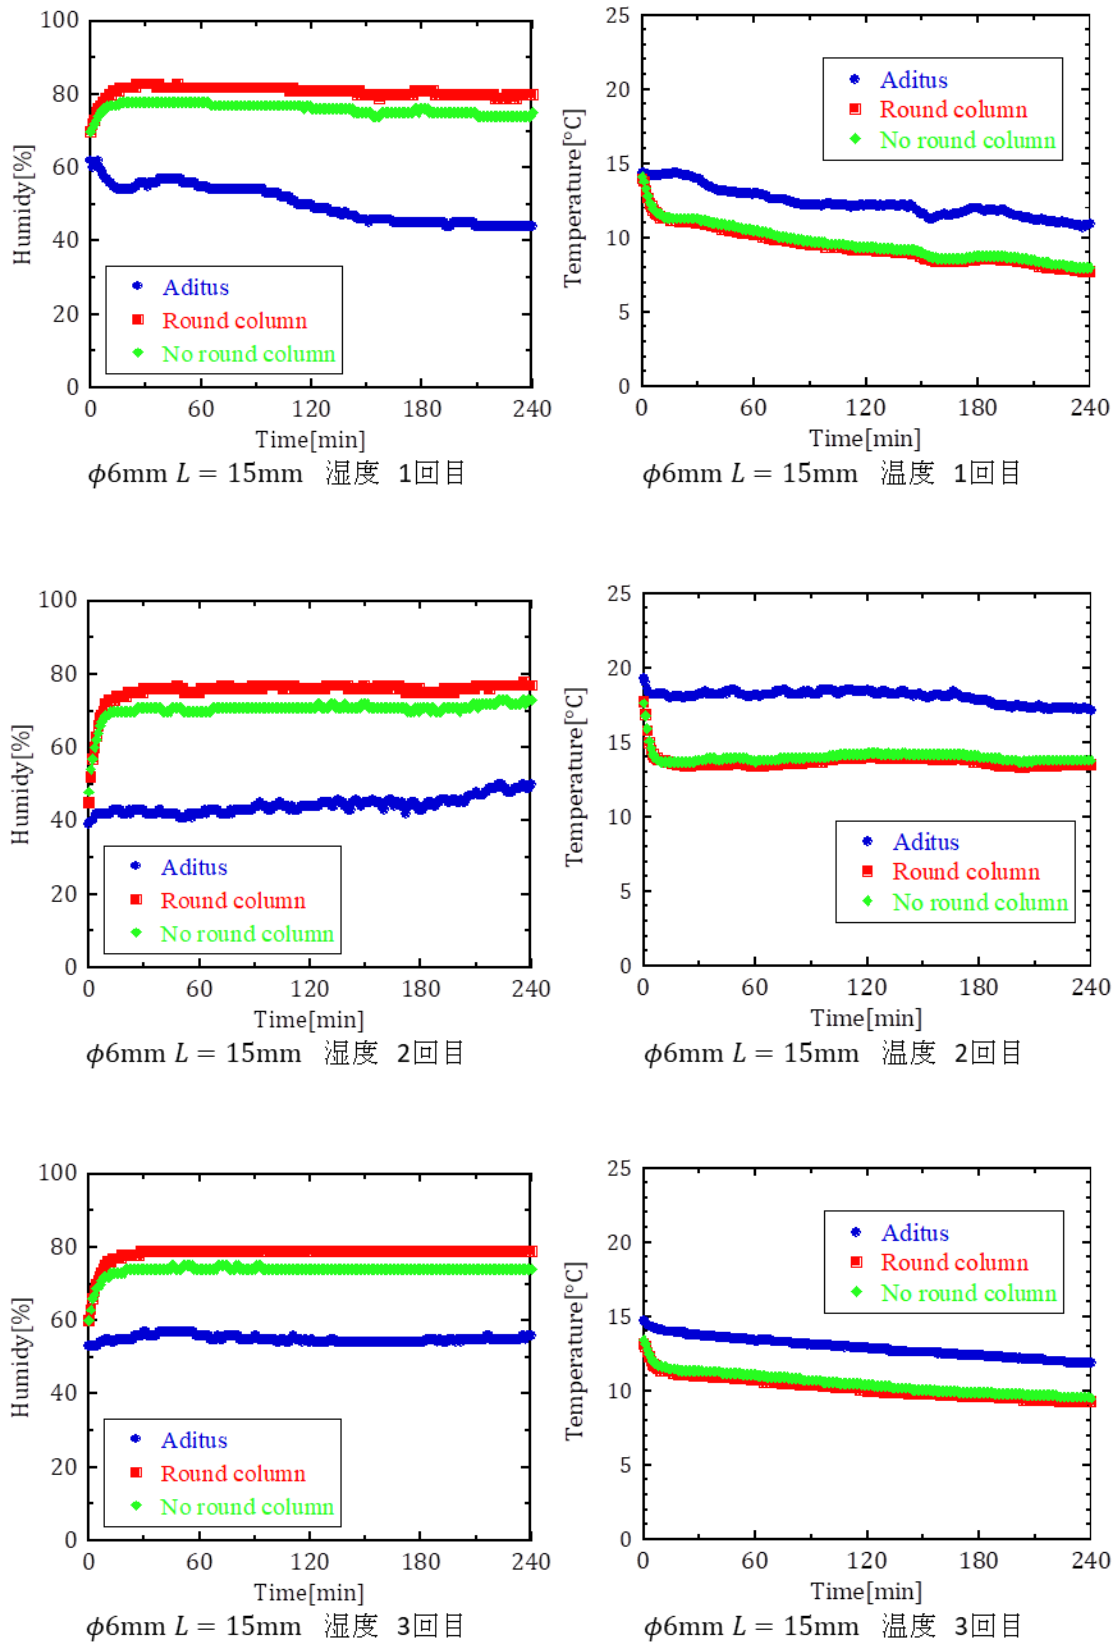 100
80
60
40
20
0
Humidy[%]
Aditus
Round column
No round column
0 60 120 180 240
Time[min]
ϕ6mm L = 15mm 湿度 1回目
25
20
15
10
5
0
Temperature[°C]
Aditus
Round column
No round column
0 60 120 180 240
Time[min]
ϕ6mm L = 15mm 温度 1回目
100
80
60
40
20
0
Humidy[%]
Aditus
Round column
No round column
0 60 120 180 240
Time[min]
ϕ6mm L = 15mm 湿度 2回目
25
20
15
10
5
0
Temperature[°C]
Aditus
Round column
No round column
0 60 120 180 240
Time[min]
ϕ6mm L = 15mm 温度 2回目
100
80
60
40
20
0
Humidy[%]
Aditus
Round column
No round column
0 60 120 180 240
Time[min]
ϕ6mm L = 15mm 湿度 3回目
25
20
15
10
5
0
Temperature[°C]
Aditus
Round column
No round column
0 60 120 180 240
Time[min]
ϕ6mm L = 15mm 温度 3回目